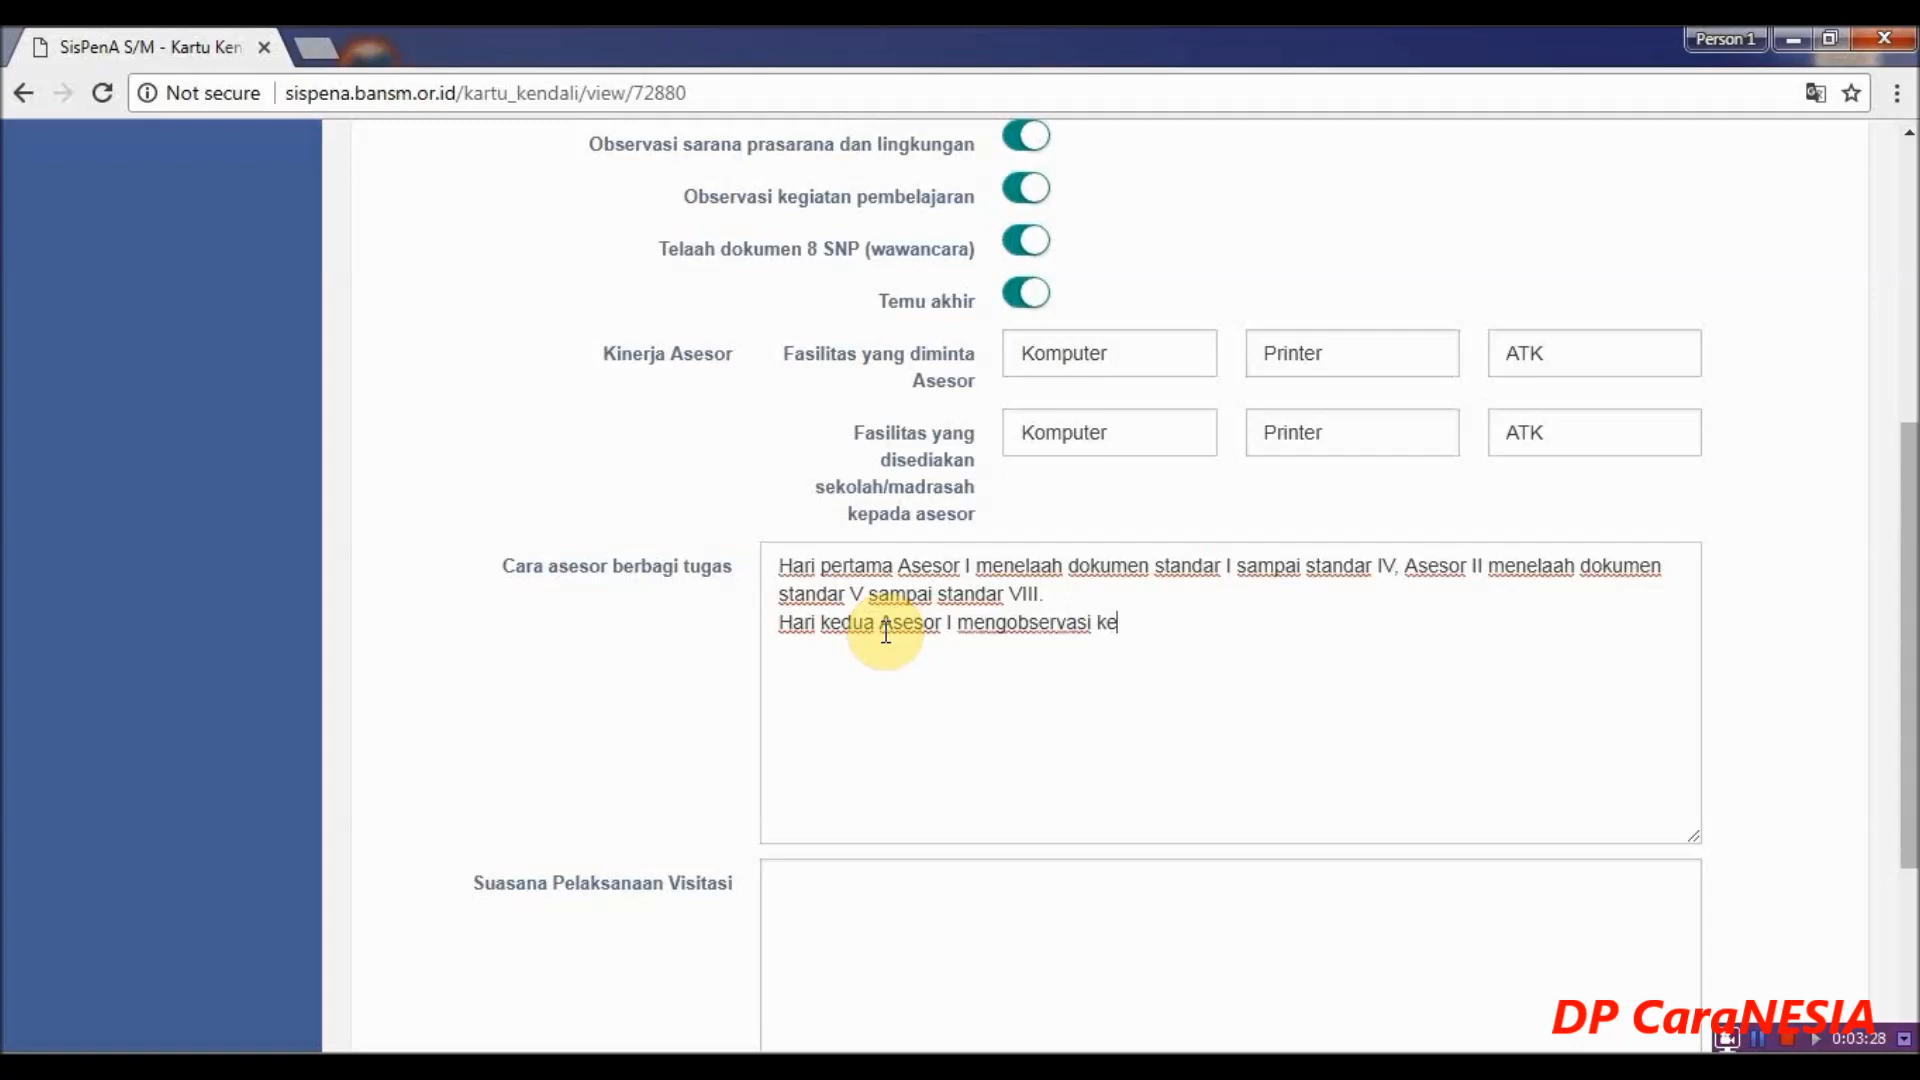 SisPenA S/M - Kartu Ken
Person 1
Not secure
sispena.bansm.or.id/kartu_kendali/view/72880
Observasi sarana prasarana dan lingkungan
Observasi kegiatan pembelajaran
Telaah dokumen 8 SNP (wawancara)
Temu akhir
Kinerja Asesor
Fasilitas yang diminta
Asesor
Komputer
Printer
ATK
Fasilitas yang
disediakan
sekolah/madrasah
kepada asesor
Komputer
Printer
ATK
Cara asesor berbagi tugas
Hari pertama Asesor I menelaah dokumen standar I sampai standar IV, Asesor II menelaah dokumen
standar V sampai standar VIII.
Hari kedua Asesor I mengobservasi ke
Suasana Pelaksanaan Visitasi
DP CaraNESIA
0:03:28